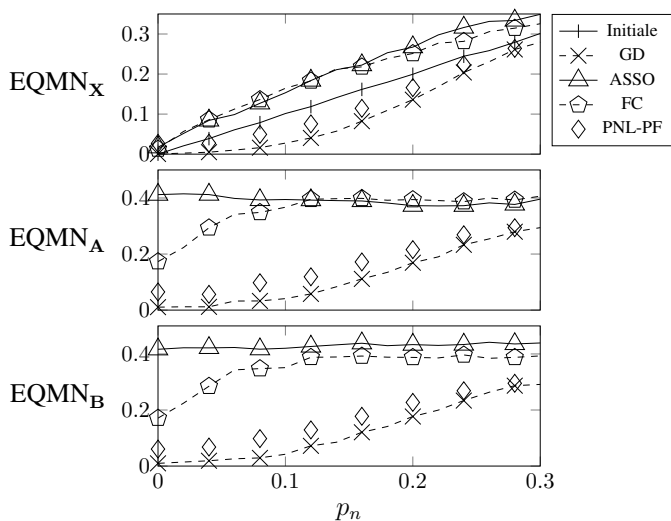 0.3
0.2
0.1
0
EQMN_X
Initiale
GD
ASSO
FC
PNL-PF
0.4
0.2
0
EQMN_A
0.4
0.2
0
EQMN_B
0 0.1 0.2 0.3
p_n